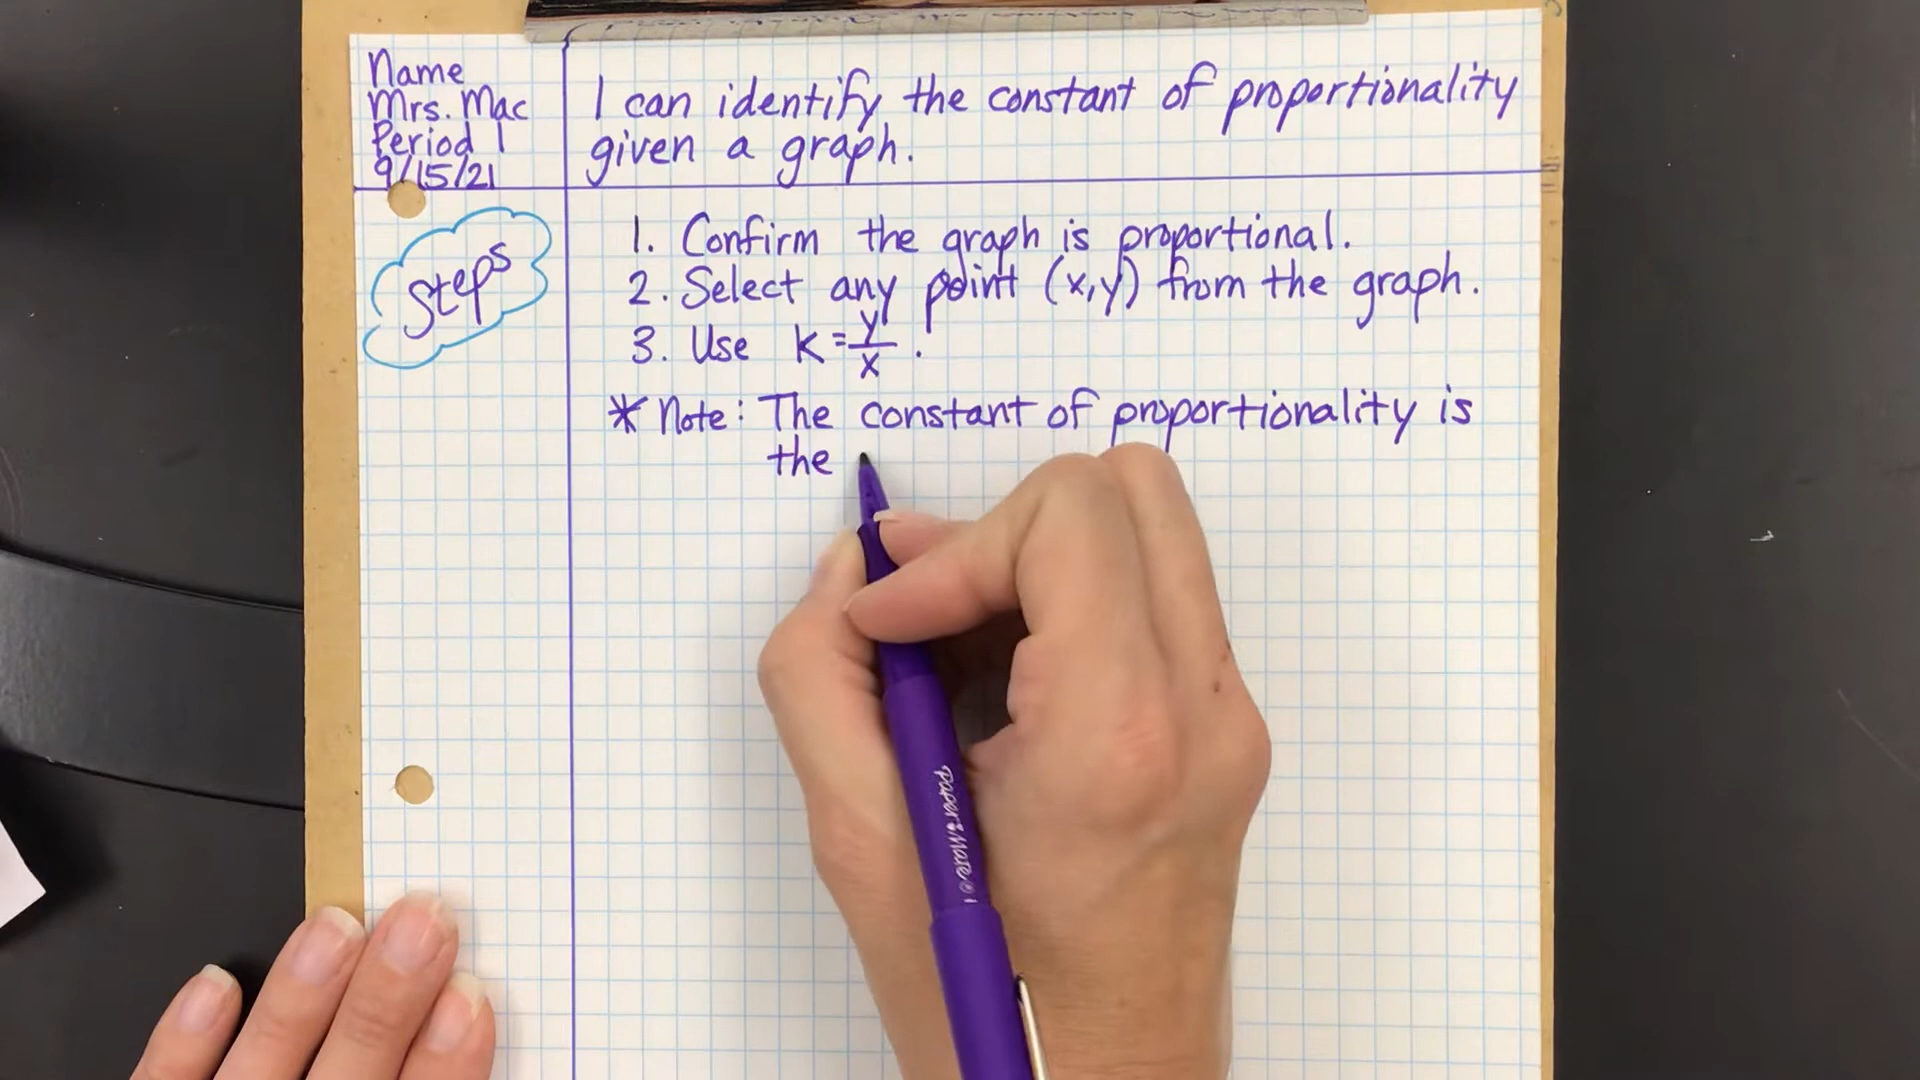 Name
Mrs. Mac
Period 1
9/15/21
I can identify the constant of proportionality
given a graph.
Steps
1. Confirm the graph is proportional.
2. Select any point (x,y) from the graph.
3. Use K = y/x.
* Note: The constant of proportionality is
the
Paper Mate®